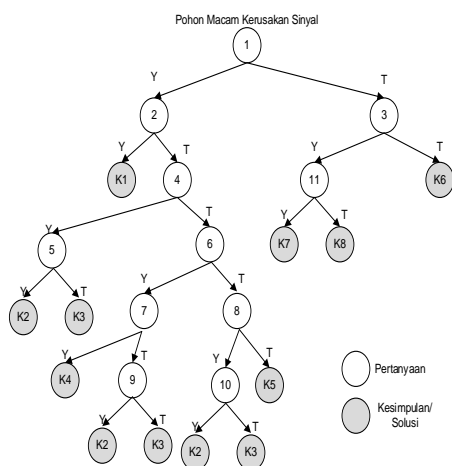 Pohon Macam Kerusakan Sinyal
1
Y T
2 3
Y T Y T
K1 4 11 K6
Y T Y T
5 6 K7 K8
Y T Y T
K2 K3 7 8
Y T Y T
K4 9 10 K5
Y T Y T
K2 K3 K2 K3
Pertanyaan
Kesimpulan/
Solusi